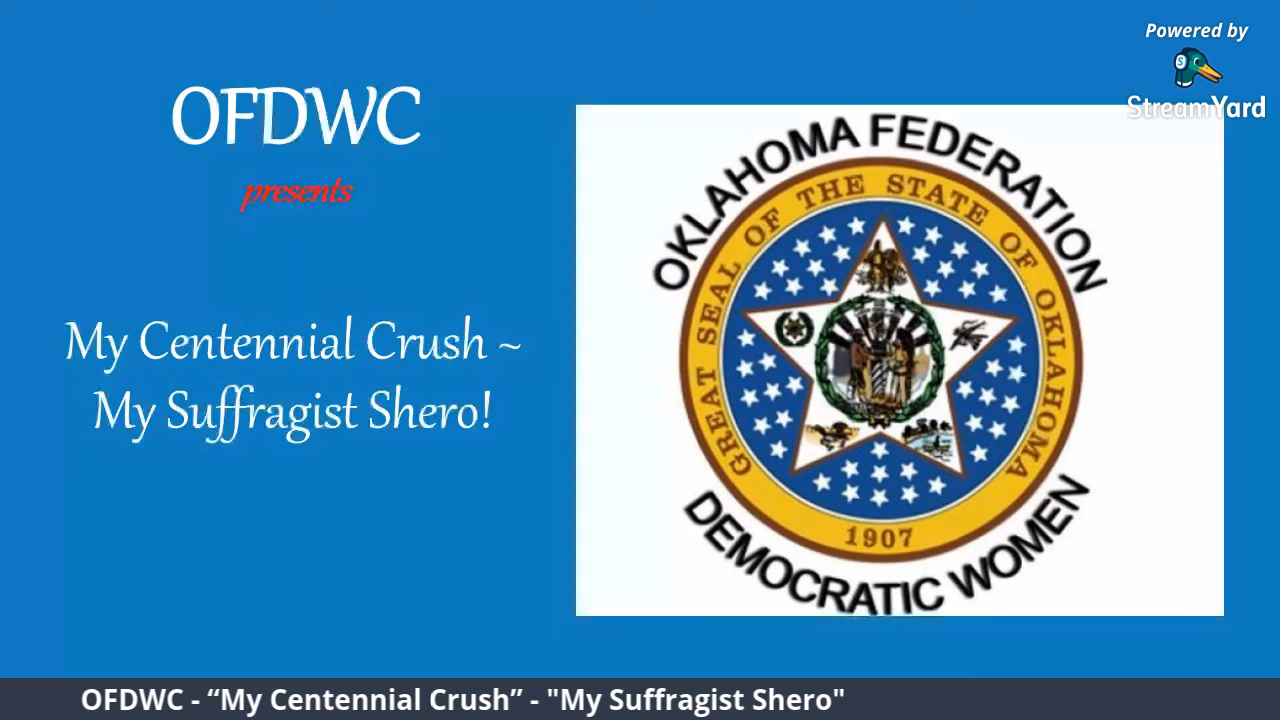 Powered by
StreamYard
OFDWC
presents
My Centennial Crush ~
My Suffragist Shero!
OKLAHOMA FEDERATION
GREAT SEAL OF THE STATE OF OKLAHOMA
1907
DEMOCRATIC WOMEN
OFDWC - “My Centennial Crush” - "My Suffragist Shero"